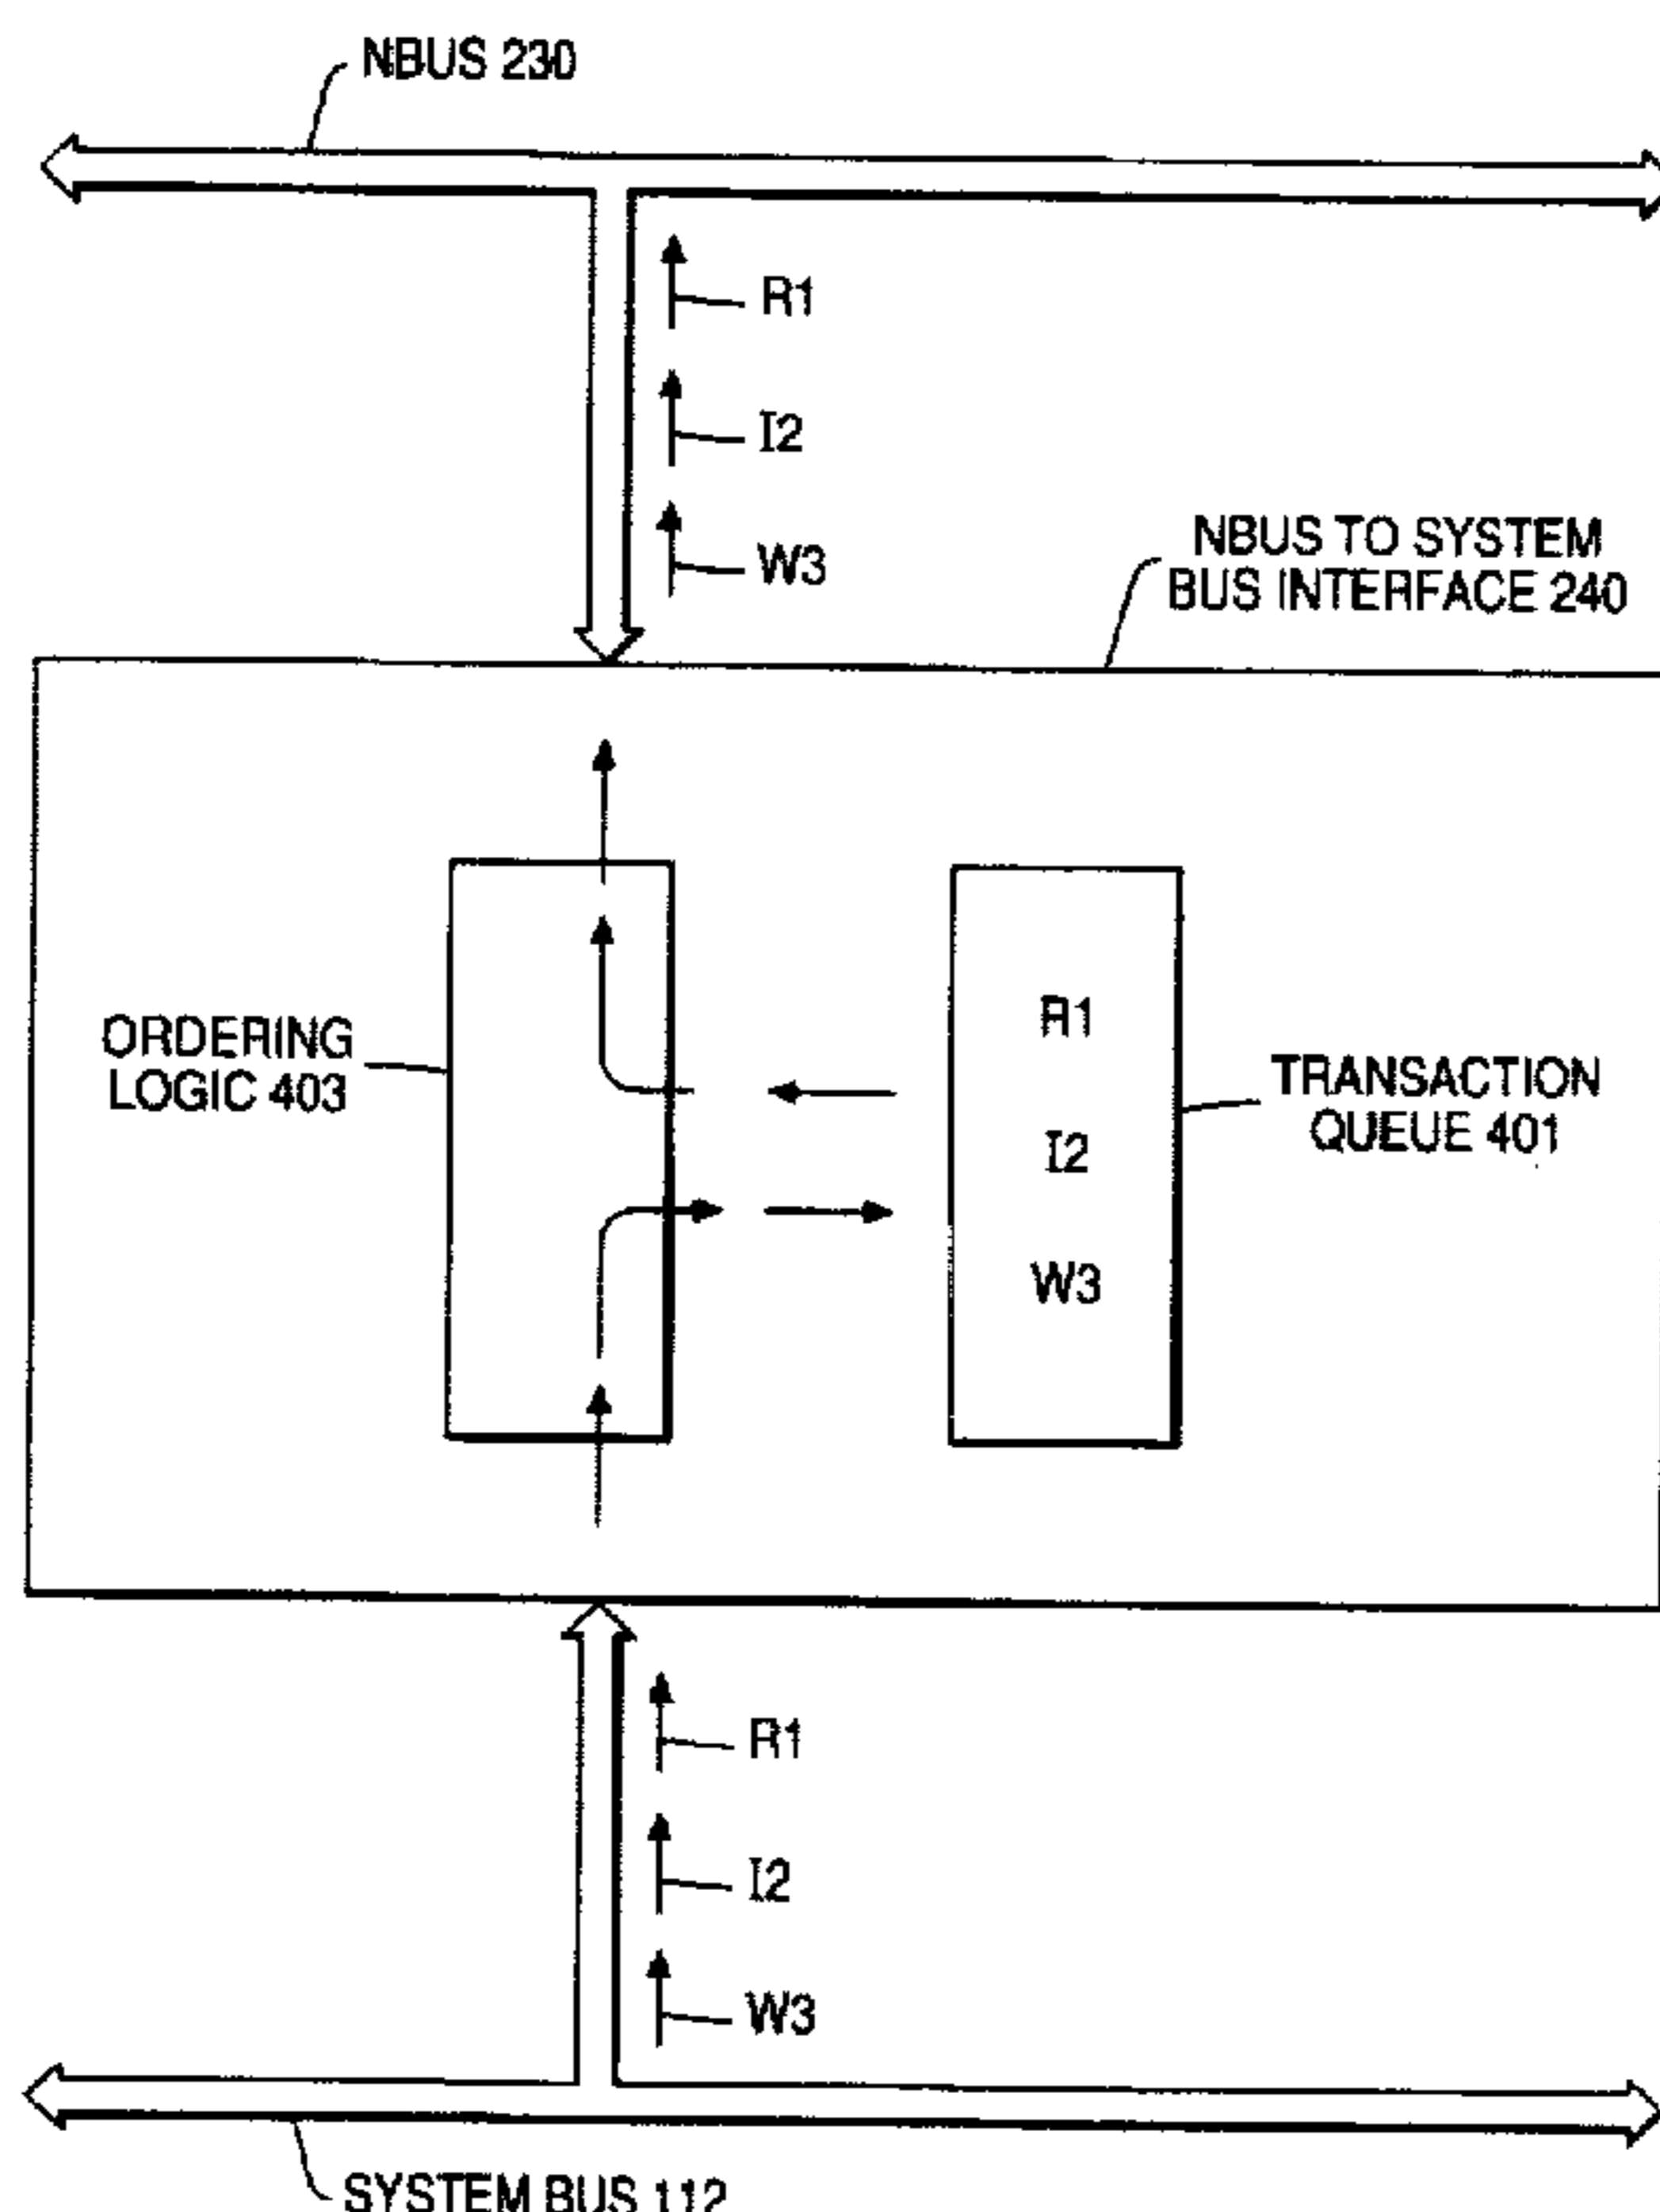 NBUS 230
R1
I2
W3
NBUS TO SYSTEM
BUS INTERFACE 240
ORDERING
LOGIC 403
R1
I2
W3
TRANSACTION
QUEUE 401
R1
I2
W3
SYSTEM BUS 112